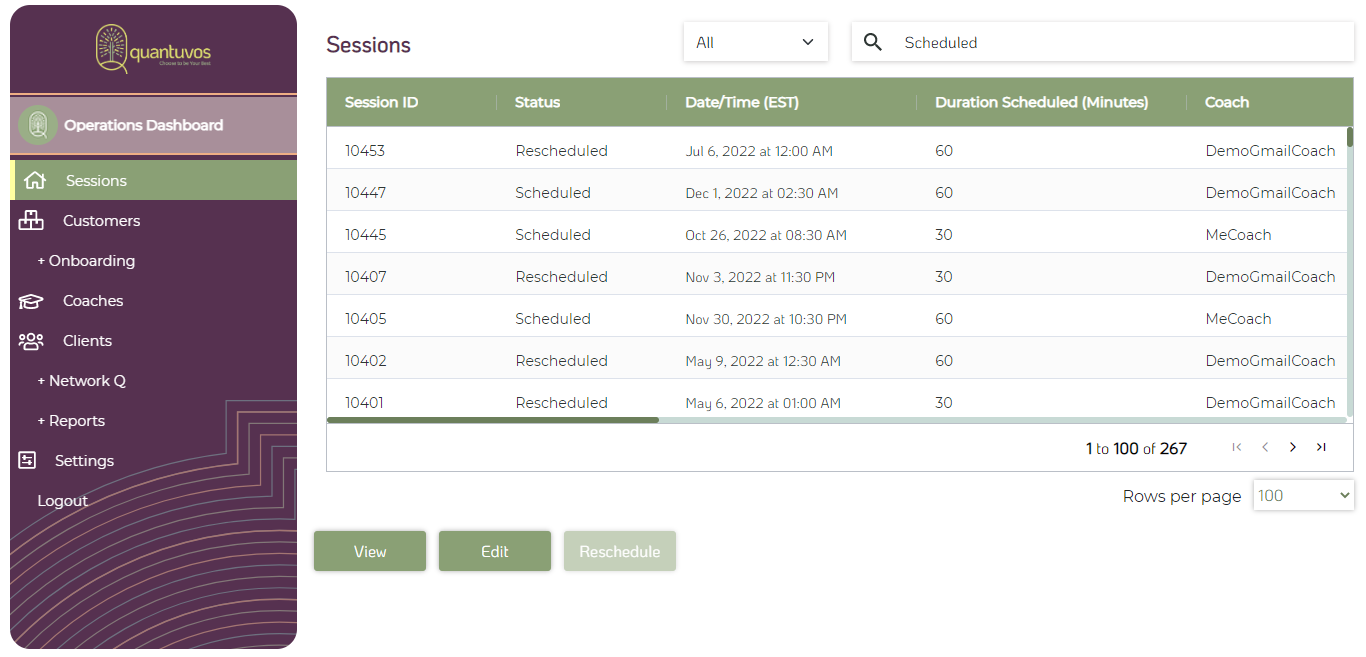 quantuvos
Choose to be Your Best
Operations Dashboard
Sessions
Customers
+ Onboarding
Coaches
Clients
+ Network Q
+ Reports
Settings
Logout
Sessions
All
Scheduled
Session ID Status Date/Time (EST) Duration Scheduled (Minutes) Coach
10453 Rescheduled Jul 6, 2022 at 12:00 AM 60 DemoGmailCoach
10447 Scheduled Dec 1, 2022 at 02:30 AM 60 DemoGmailCoach
10445 Scheduled Oct 26, 2022 at 08:30 AM 30 MeCoach
10407 Rescheduled Nov 3, 2022 at 11:30 PM 30 DemoGmailCoach
10405 Scheduled Nov 30, 2022 at 10:30 PM 60 MeCoach
10402 Rescheduled May 9, 2022 at 12:30 AM 60 DemoGmailCoach
10401 Rescheduled May 6, 2022 at 01:00 AM 30 DemoGmailCoach
1 to 100 of 267
Rows per page 100
View Edit Reschedule